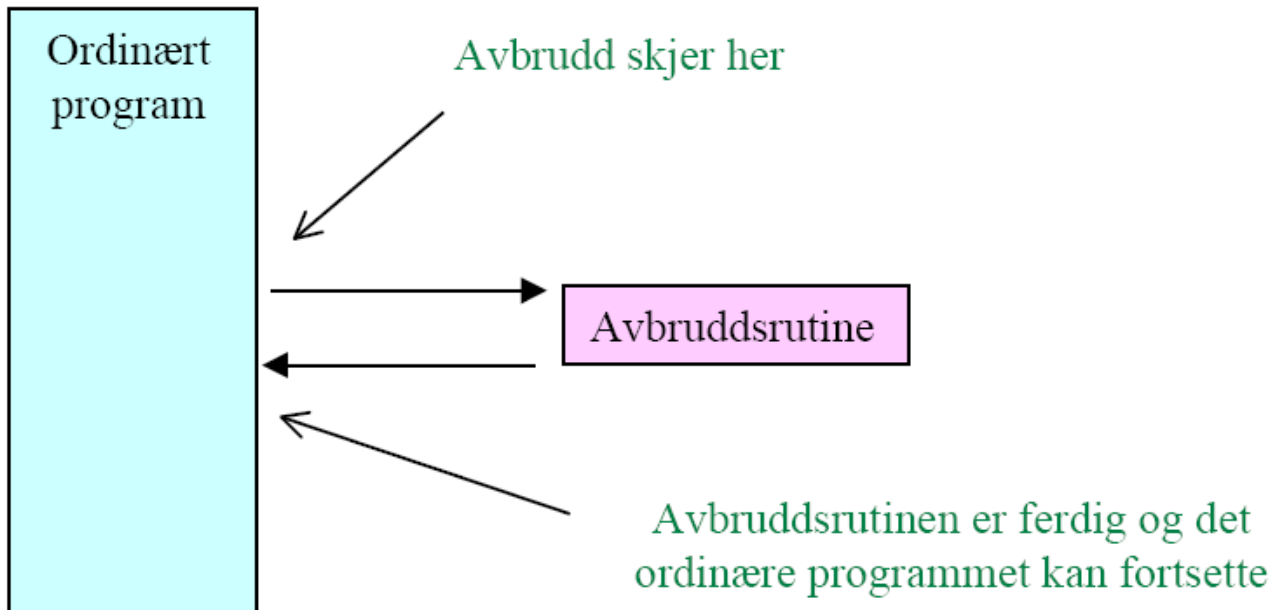 Ordinært
program
Avbrudd skjer her
Avbruddsrutine
Avbruddsrutinen er ferdig og det
ordinære programmet kan fortsette